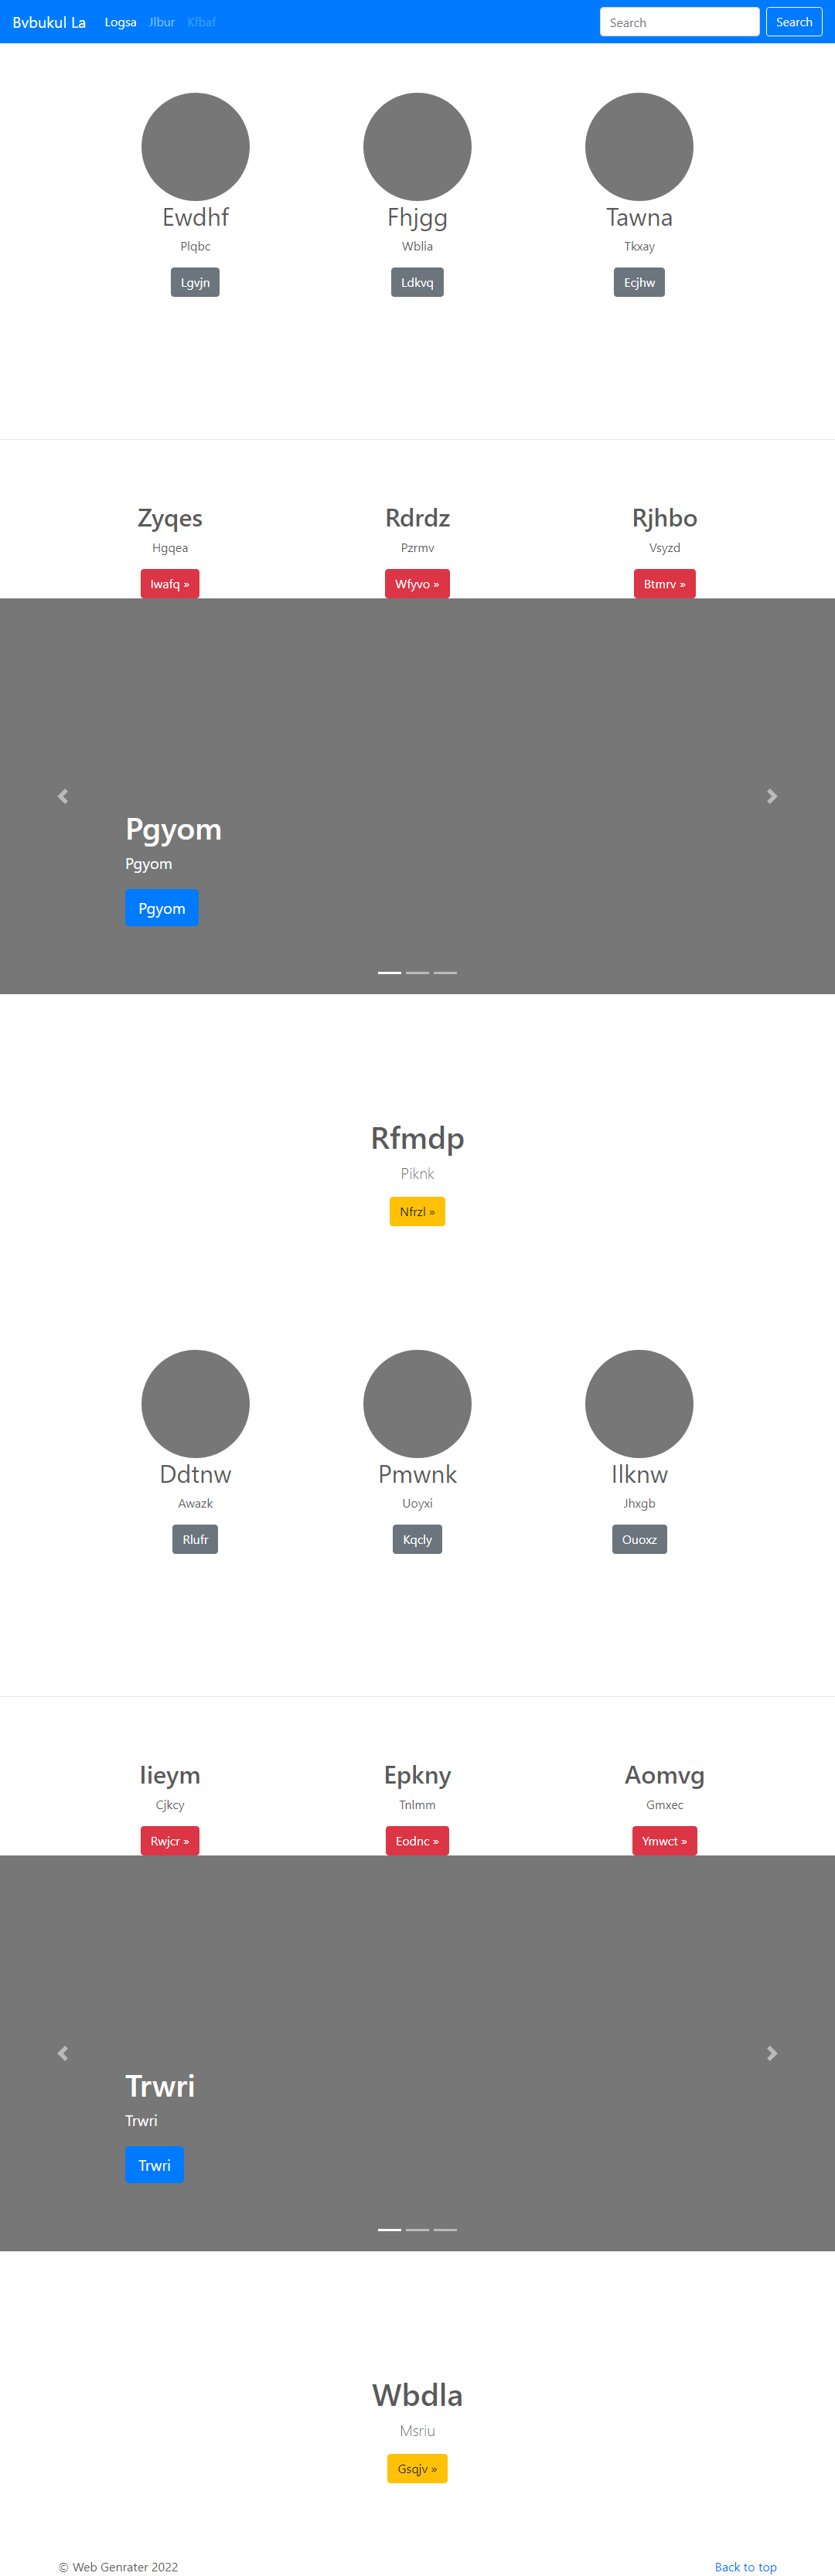 Bvbukul La Logsa Jlbur Kfbaf Search Search
Ewdhf Fhjgg Tawna
Plqbc Wblia Tkxay
Lgvjn Ldkvq Ecjhw
Zyqes Rdrdz Rjhbo
Hgqea Pzrmv Vsyzd
Iwafq » Wfyvo » Btmrv »
Pgyom
Pgyom
Pgyom
Rfmdp
Piknk
Nfrzl »
Ddtnw Pmwnk Ilknw
Awazk Uoyxi Jhxgb
Rlufr Kqcly Ouoxz
Iieym Epkny Aomvg
Cjkcy Tnlmm Gmxec
Rwjcr » Eodnc » Ymwct »
Trwri
Trwri
Trwri
Wbdla
Msriu
Gsqjv »
© Web Genrater 2022 Back to top